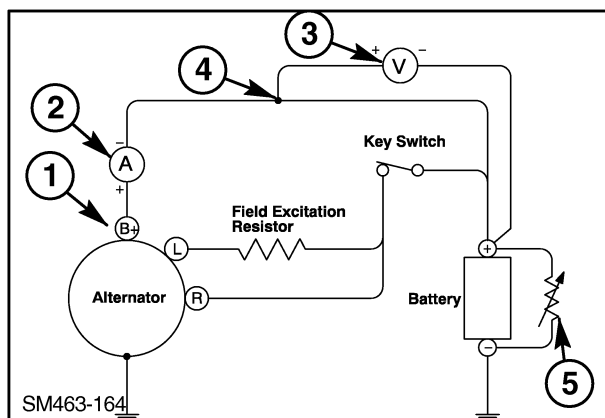 3
+
V
−
4
2
−
A
+
Key Switch
1
B+
Field Excitation
Resistor
L
Alternator
R
+
Battery
−
5
SM463-164